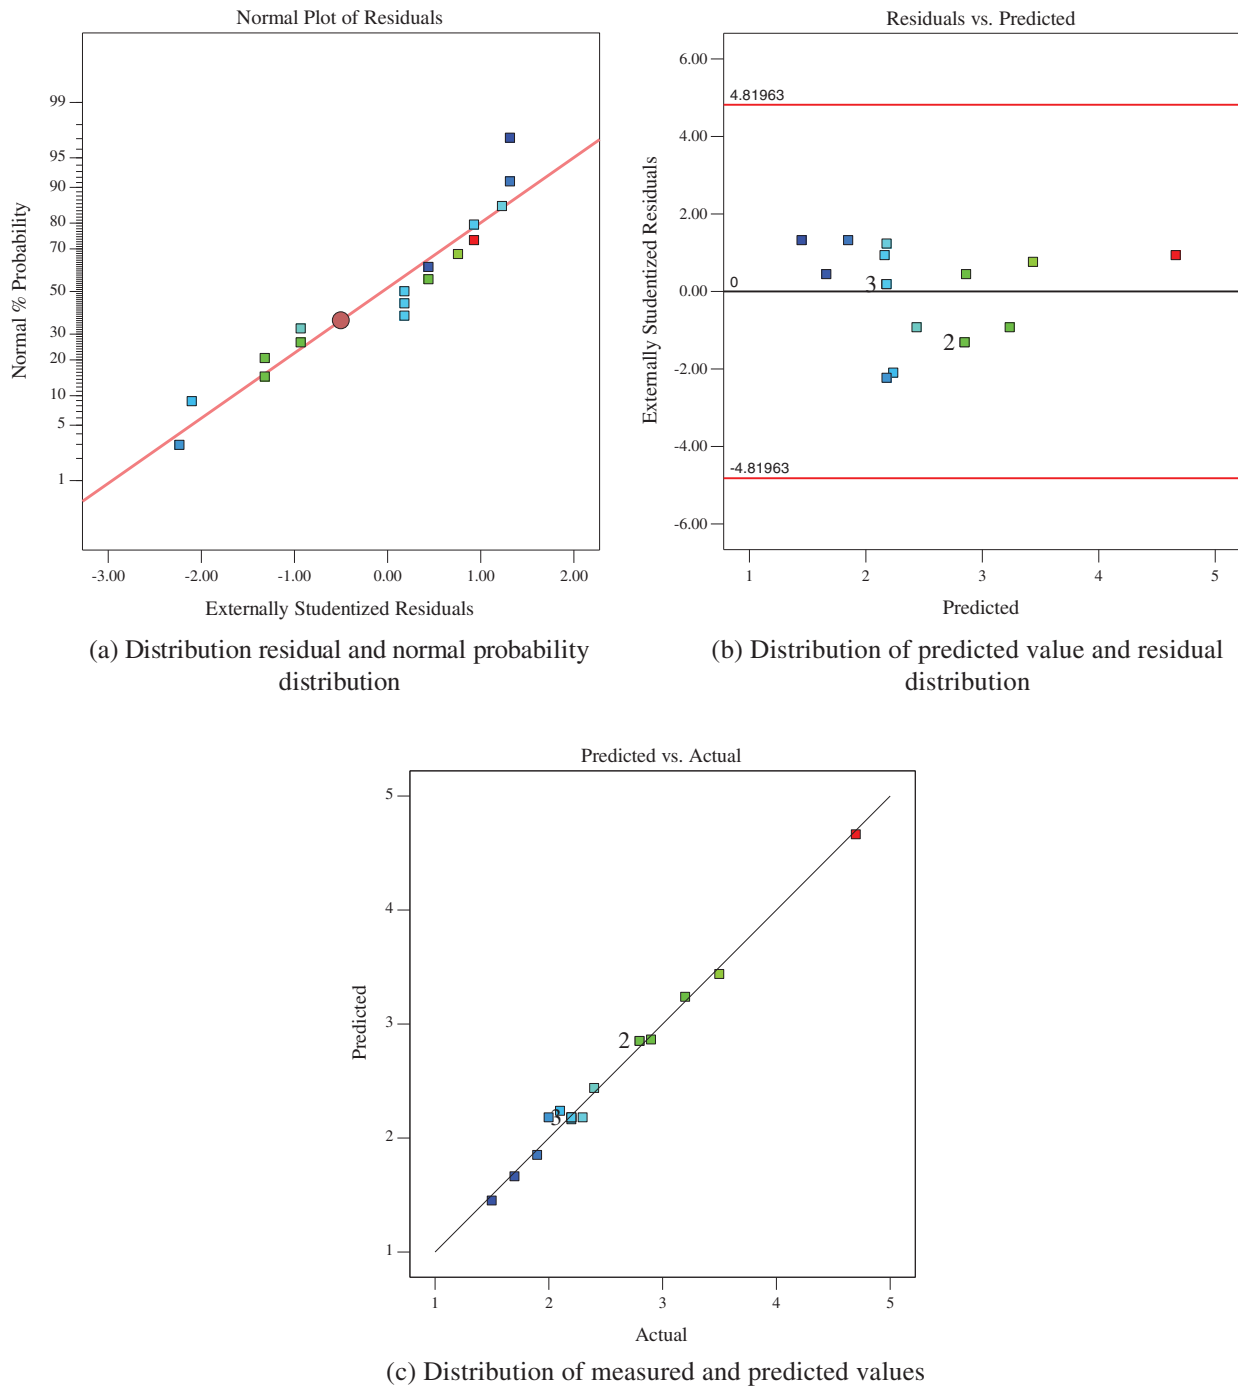 Normal Plot of Residuals
99
95
90
80
70
50
30
20
10
5
1
Normal % Probability
-3.00 -2.00 -1.00 0.00 1.00 2.00
Externally Studentized Residuals
(a) Distribution residual and normal probability
distribution
Residuals vs. Predicted
6.00
4.00
2.00
0.00
-2.00
-4.00
-6.00
Externally Studentized Residuals
4.81963
0
3
2
-4.81963
1 2 3 4 5
Predicted
(b) Distribution of predicted value and residual
distribution
Predicted vs. Actual
5
4
3
2
1
Predicted
2
3
1 2 3 4 5
Actual
(c) Distribution of measured and predicted values